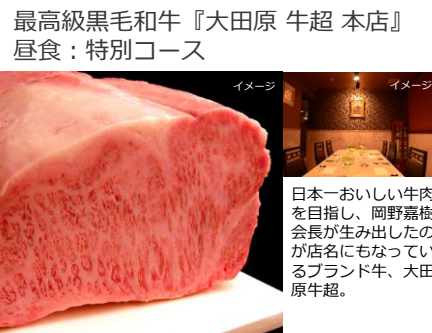 最高級黒毛和牛『大田原 牛超 本店』
昼食：特別コース
イメージ
イメージ
日本一おいしい牛肉
を目指し、岡野嘉樹
会長が生み出したの
が店名にもなってい
るブランド牛、大田
原牛超。